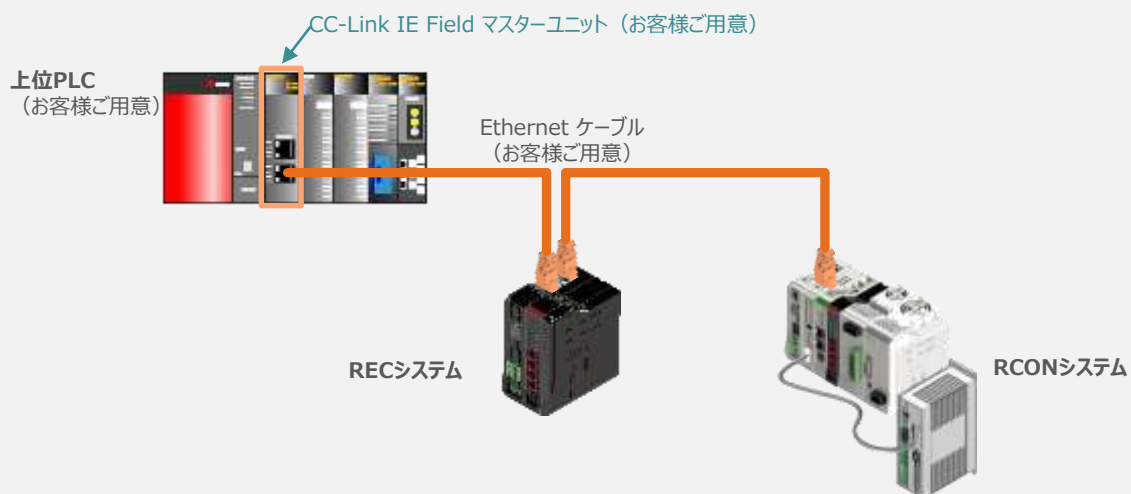 CC-Link IE Field マスターユニット（お客様ご用意）
上位PLC
（お客様ご用意）
Ethernet ケーブル
（お客様ご用意）
RECシステム
RCONシステム